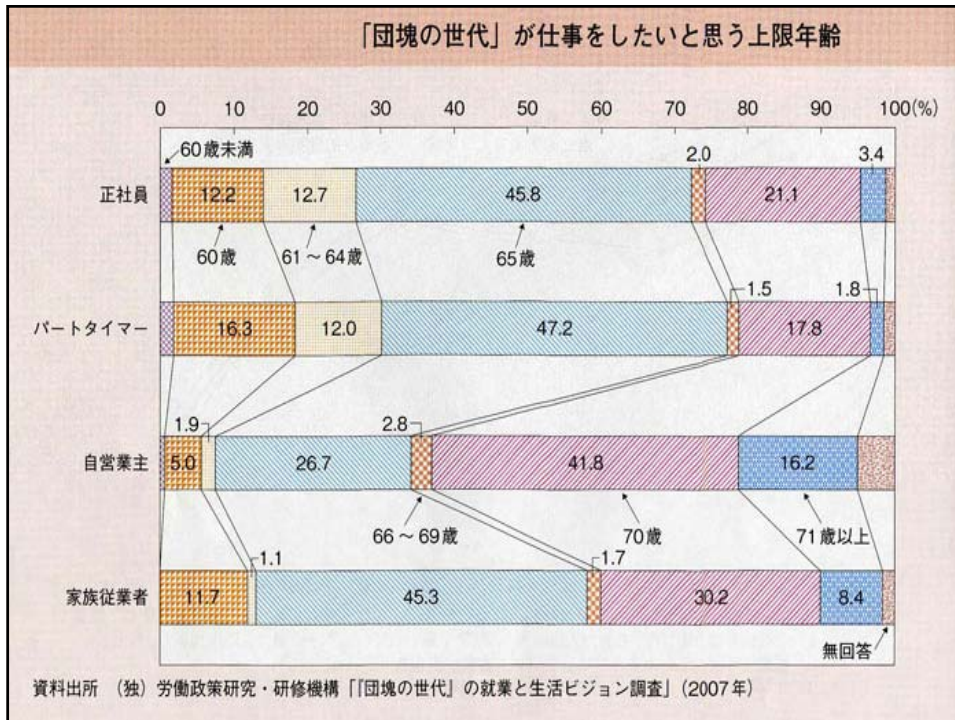 「団塊の世代」が仕事をしたいと思う上限年齢
0 10 20 30 40 50 60 70 80 90 100(%)
60歳未満 2.0 3.4
正社員 12.2 12.7 45.8 21.1
60歳 61～64歳 65歳
1.5 1.8
パートタイマー 16.3 12.0 47.2 17.8
1.9 2.8
自営業主 5.0 26.7 41.8 16.2
66～69歳 70歳 71歳以上
1.1 1.7
家族従業者 11.7 45.3 30.2 8.4
無回答
資料出所 （独）労働政策研究・研修機構「『団塊の世代』の就業と生活ビジョン調査」(2007年)